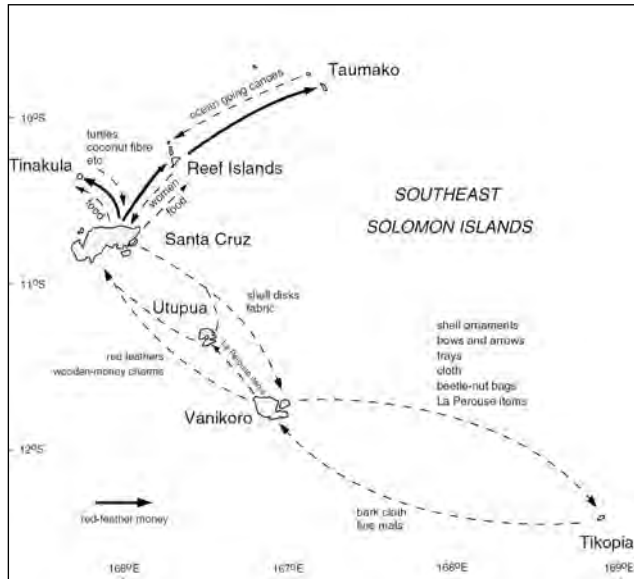 Taumako
ocean going canoes
10°S
turtles
coconut fibre
etc
Tinakula
Reef Islands
women
food
food
SOUTHEAST
SOLOMON ISLANDS
Santa Cruz
11°S
shell disks
fabric
Utupua
shell ornaments
bows and arrows
trays
cloth
beetle-nut bags
La Perouse items
La Perouse items
red feathers
wooden-money charms
Vanikoro
12°S
red-feather money
bark cloth
fine mats
Tikopia
166°E
167°E
168°E
169°E